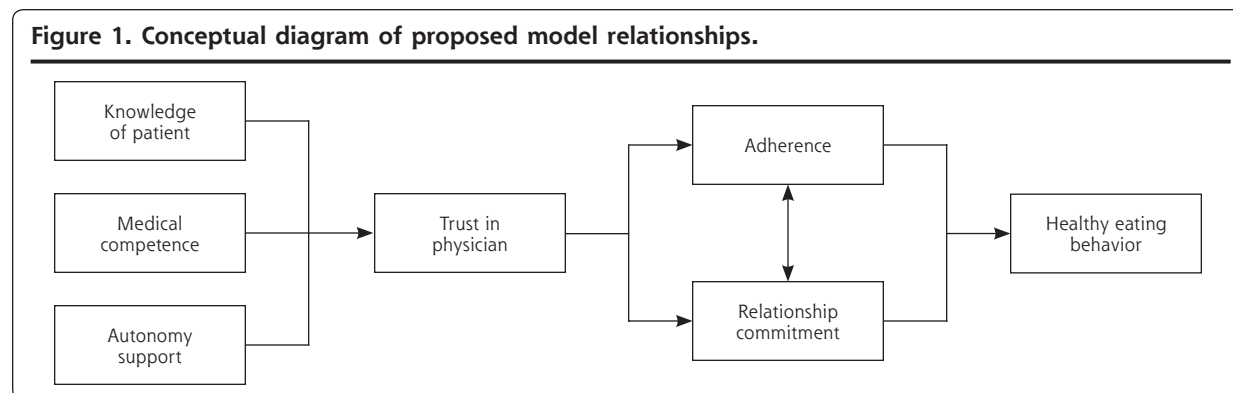 Figure 1. Conceptual diagram of proposed model relationships.
Knowledge
of patient
Medical
competence
Autonomy
support
Trust in
physician
Adherence
Relationship
commitment
Healthy eating
behavior